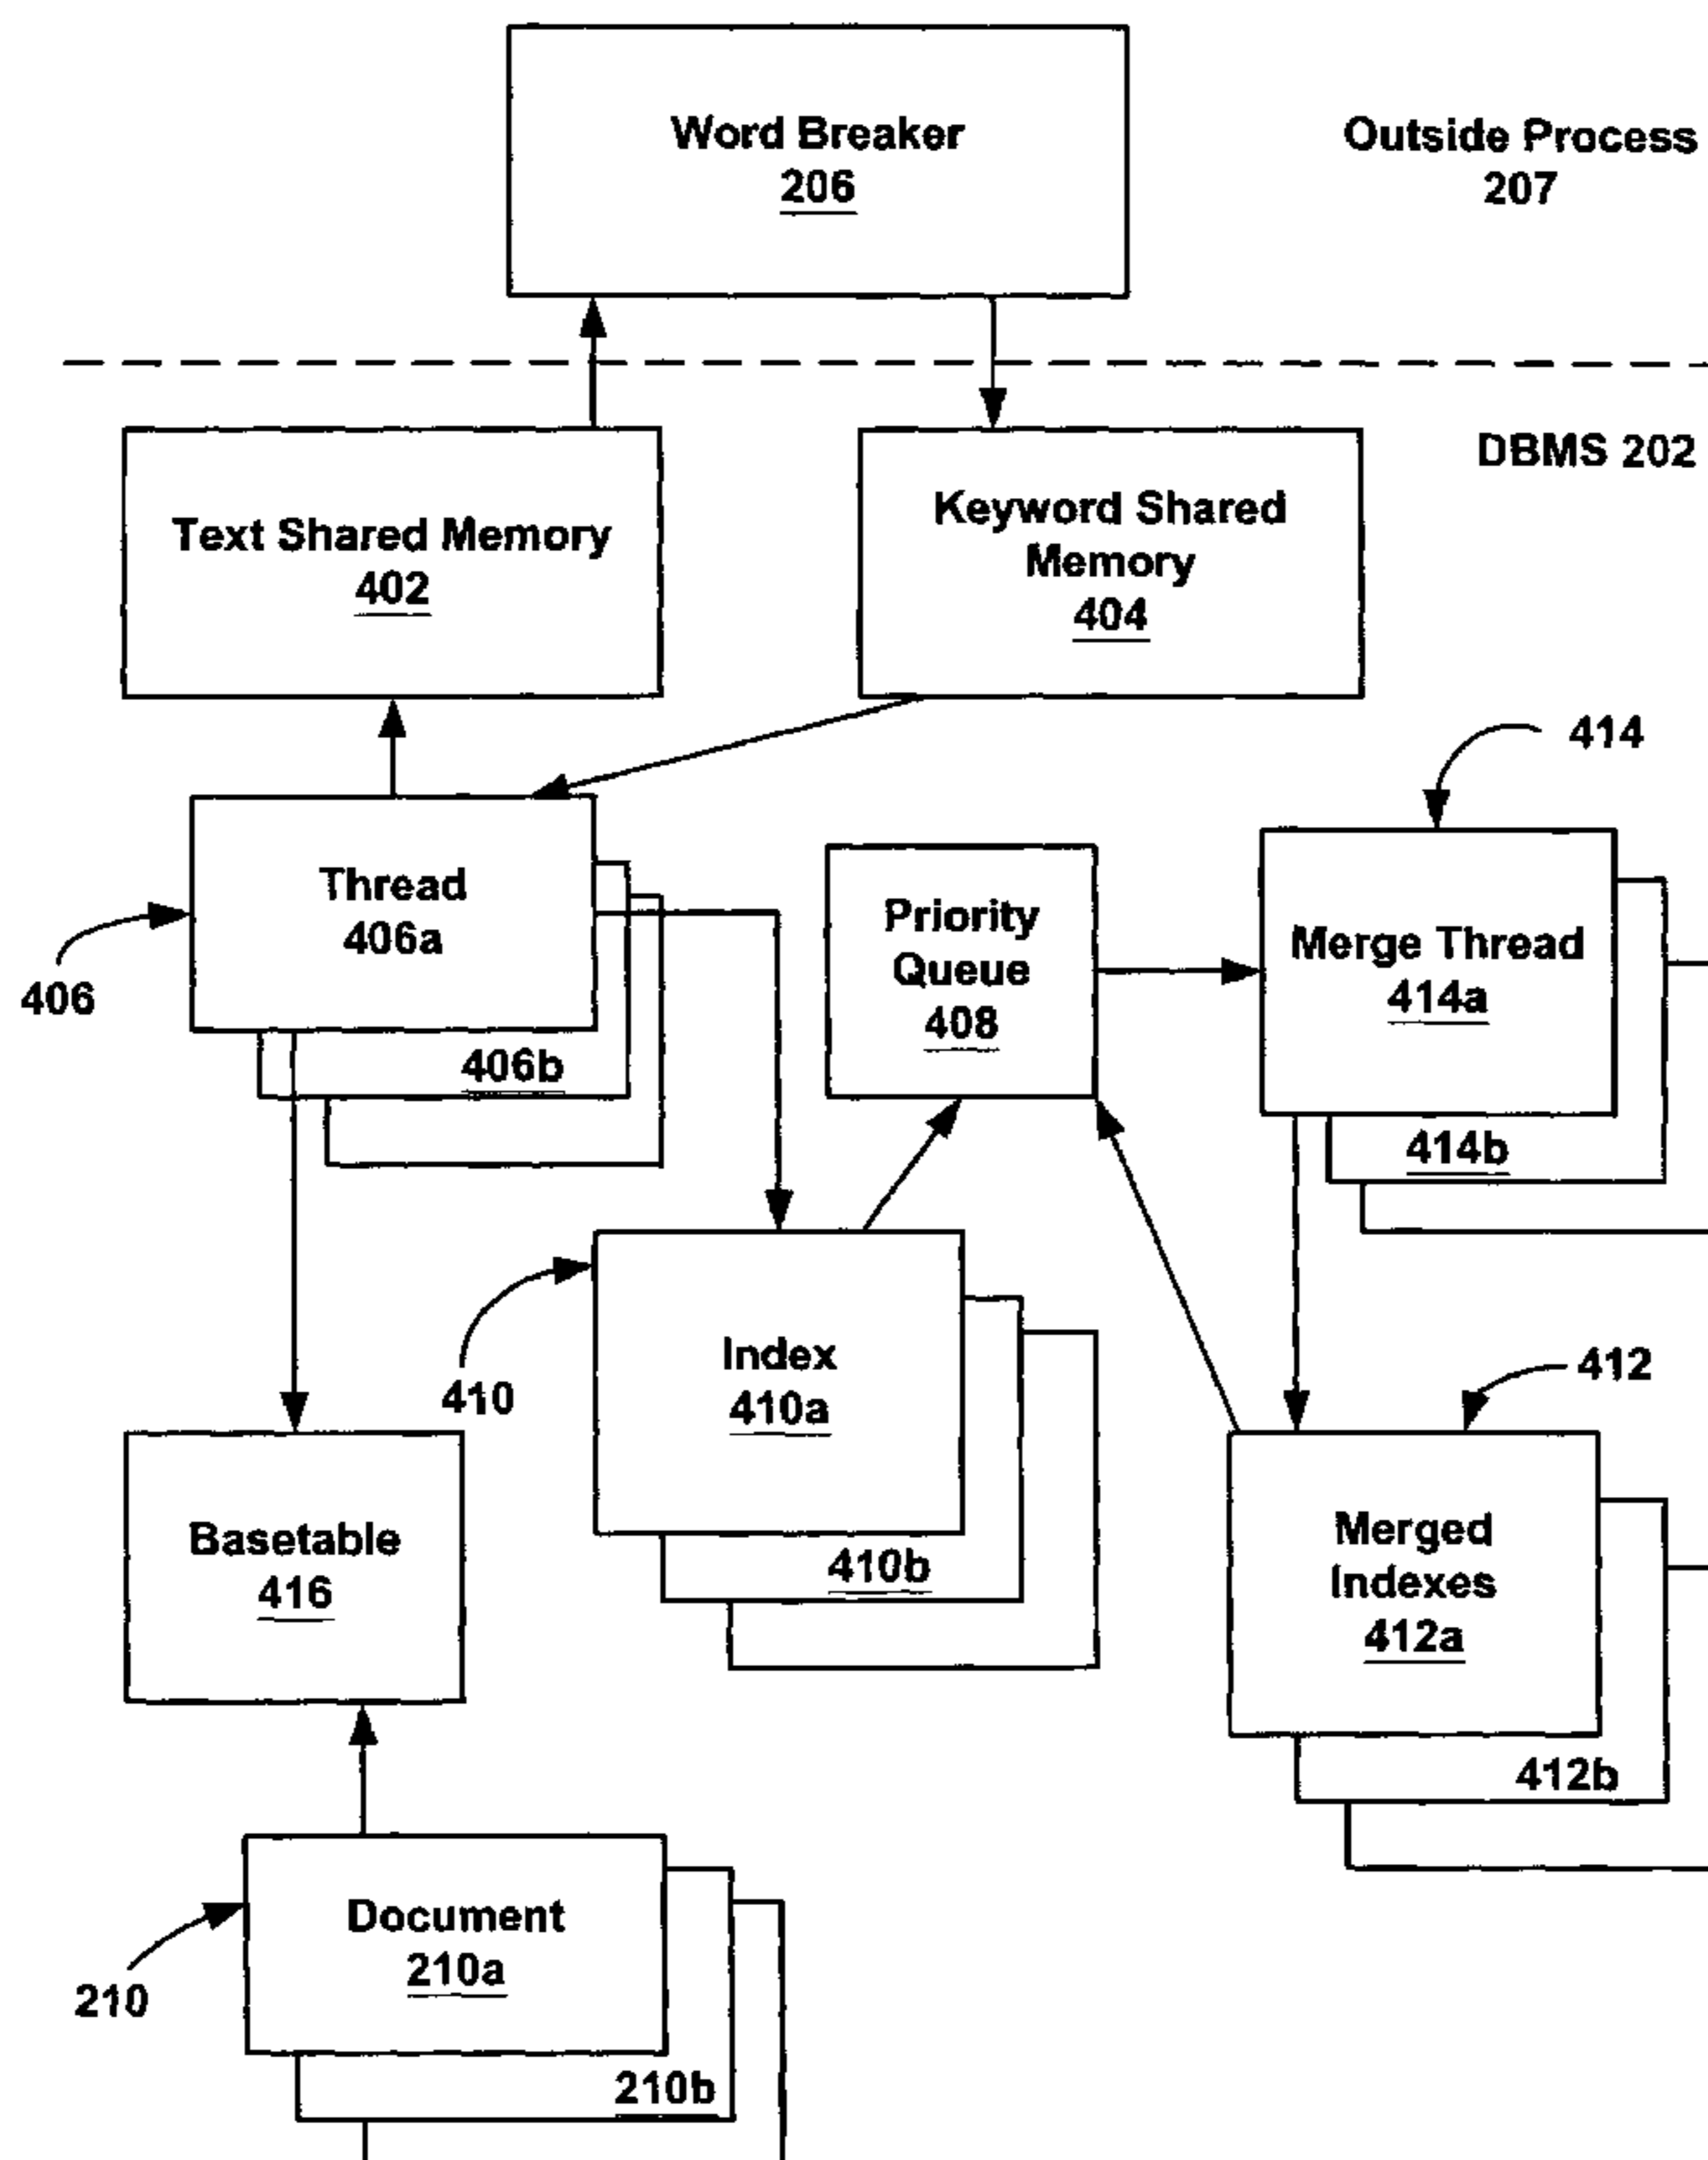 Word Breaker
206
Outside Process
207
DBMS 202
Text Shared Memory
402
Keyword Shared
Memory
404
414
Thread
406a
406
406b
Priority
Queue
408
Merge Thread
414a
414b
410
Index
410a
410b
412
Merged
Indexes
412a
412b
Basetable
416
Document
210a
210
210b